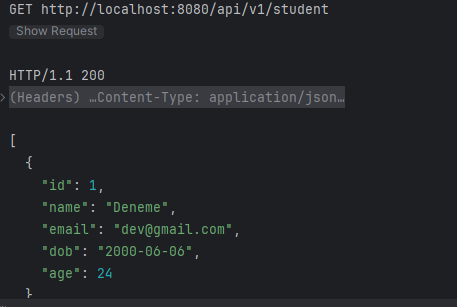 GET http://localhost:8080/api/v1/student
Show Request
HTTP/1.1 200
(Headers) …Content-Type: application/json…
[
{
"id": 1,
"name": "Deneme",
"email": "dev@gmail.com",
"dob": "2000-06-06",
"age": 24
}